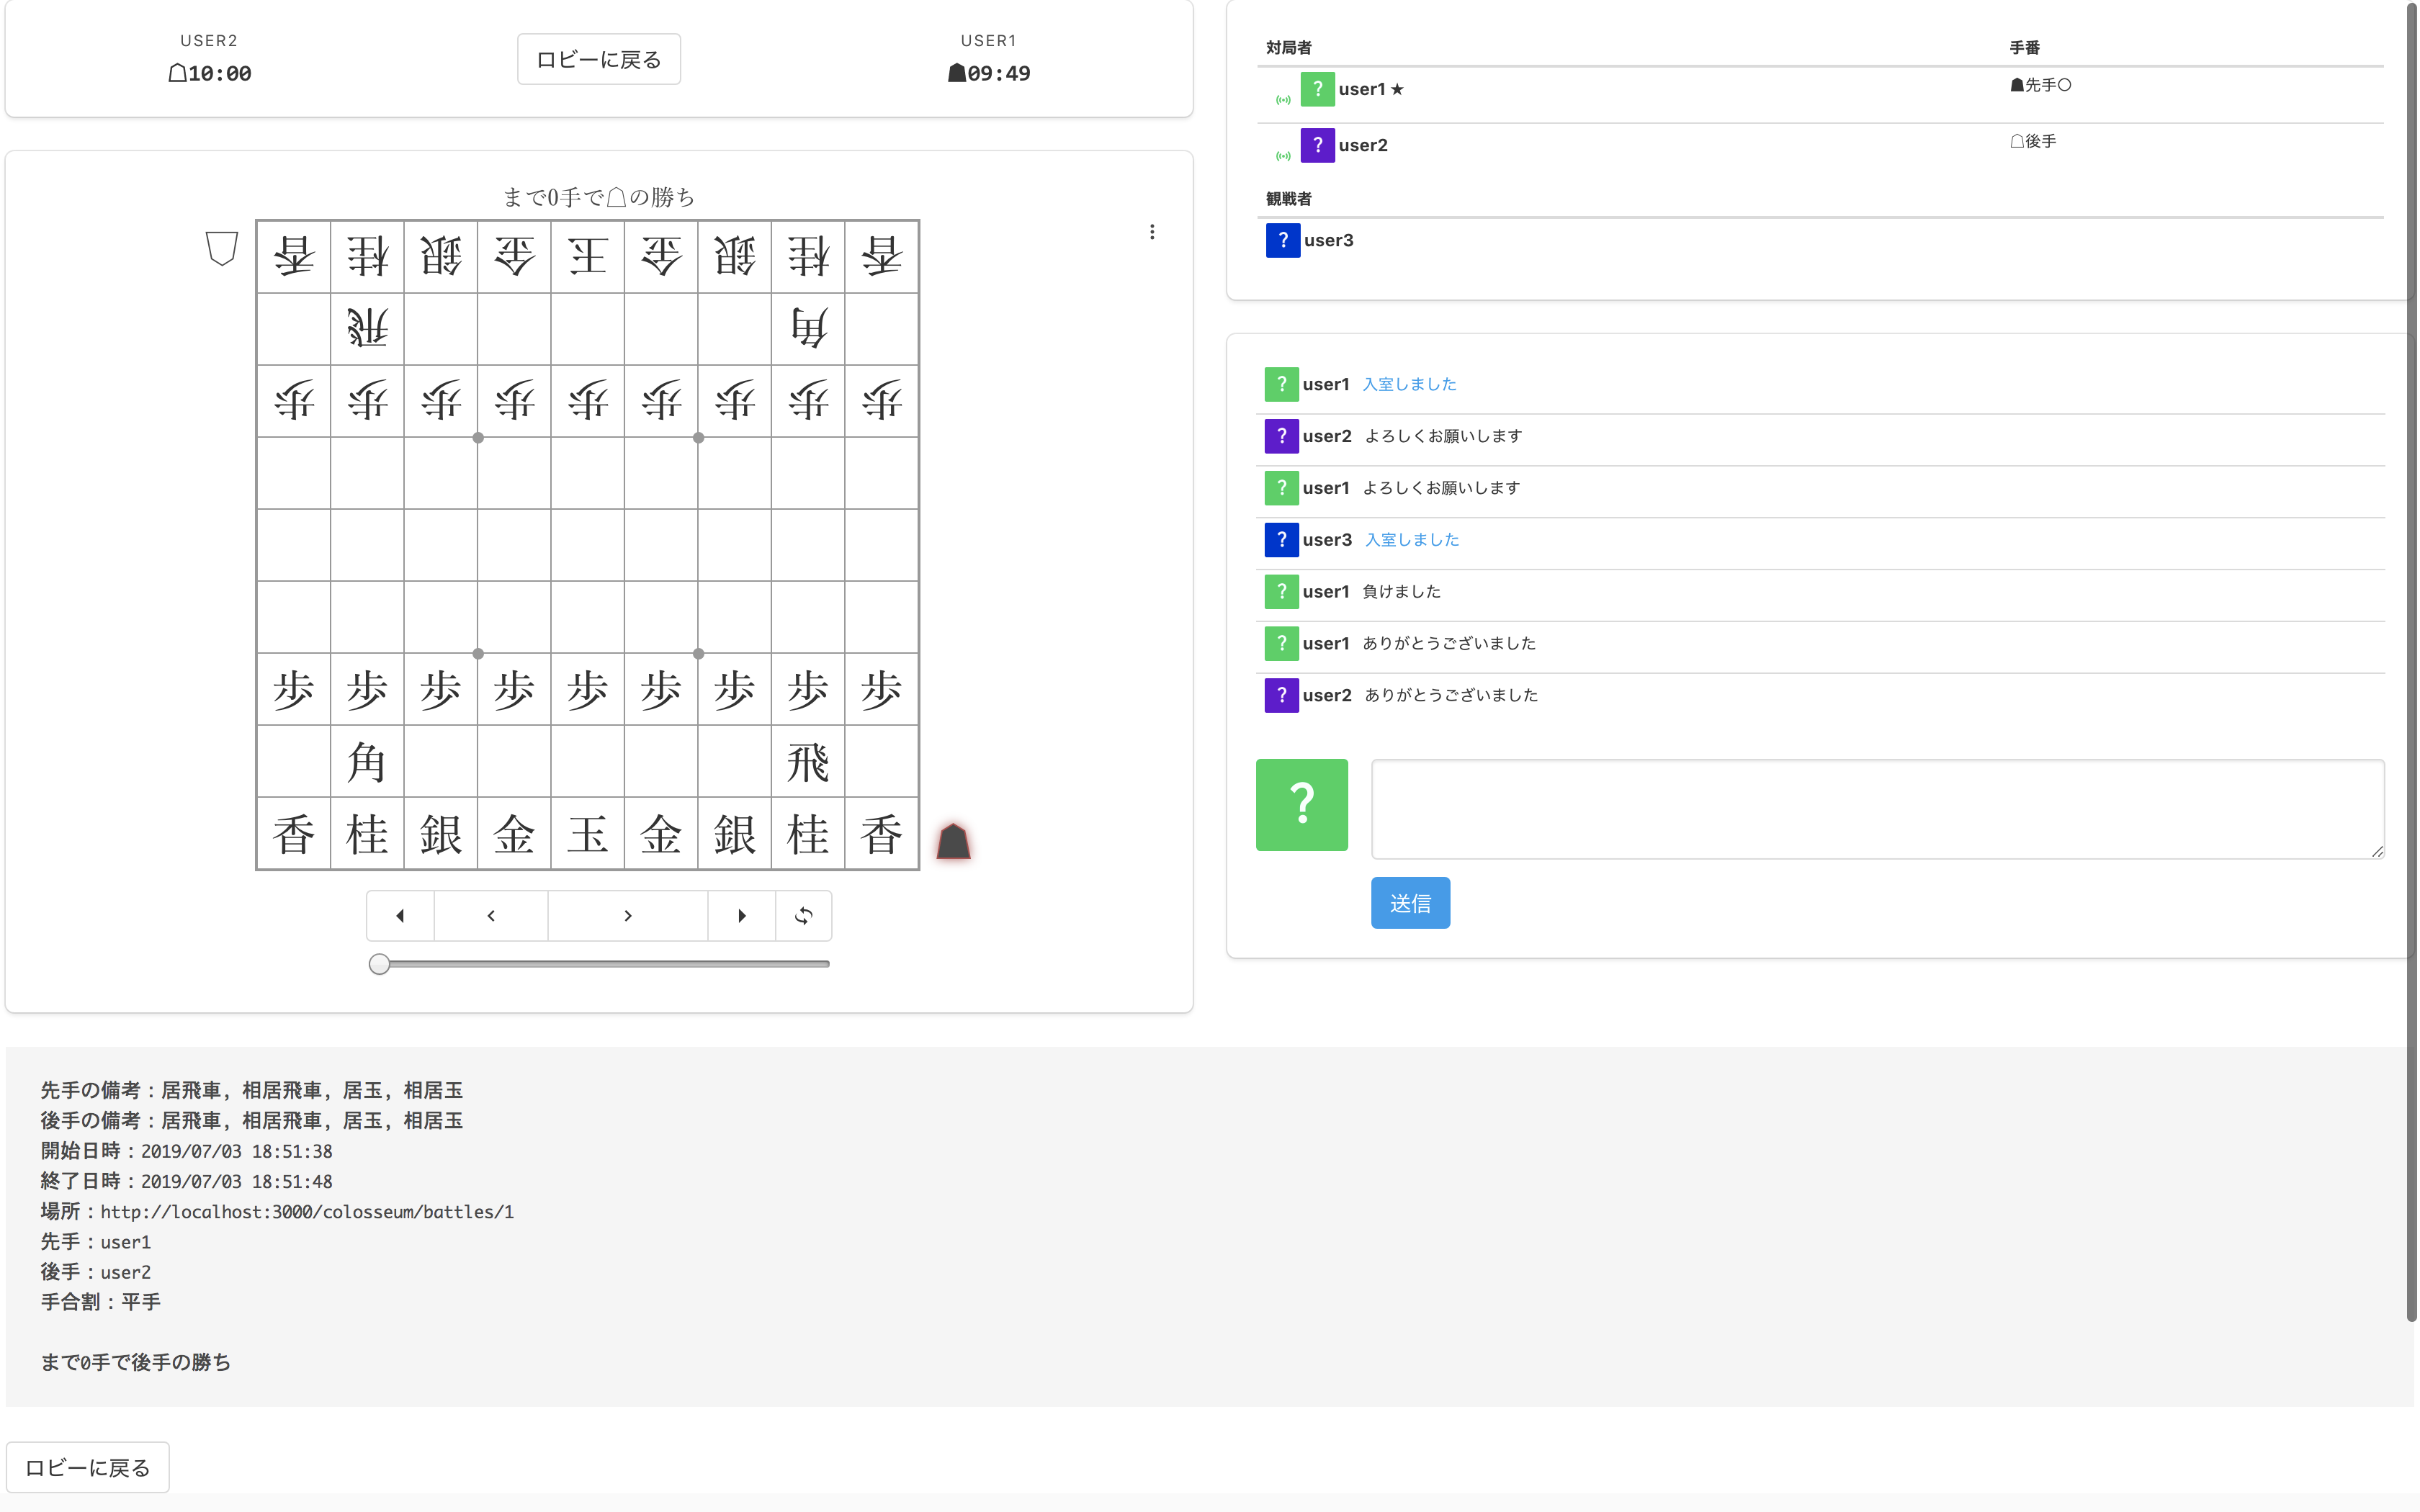 USER2
☖10:00
ロビーに戻る
USER1
☗09:49
まで0手で☖の勝ち
香桂銀金王金銀桂香
飛角
歩歩歩歩歩歩歩歩歩
歩歩歩歩歩歩歩歩歩
角飛
香桂銀金玉金銀桂香
対局者 手番
? user1 ★ ☗先手〇
? user2 ☖後手
観戦者
? user3
? user1 入室しました
? user2 よろしくお願いします
? user1 よろしくお願いします
? user3 入室しました
? user1 負けました
? user1 ありがとうございました
? user2 ありがとうございました
?
送信
先手の備考：居飛車, 相居飛車, 居玉, 相居玉
後手の備考：居飛車, 相居飛車, 居玉, 相居玉
開始日時：2019/07/03 18:51:38
終了日時：2019/07/03 18:51:48
場所：http://localhost:3000/colosseum/battles/1
先手：user1
後手：user2
手合割：平手
まで0手で後手の勝ち
ロビーに戻る